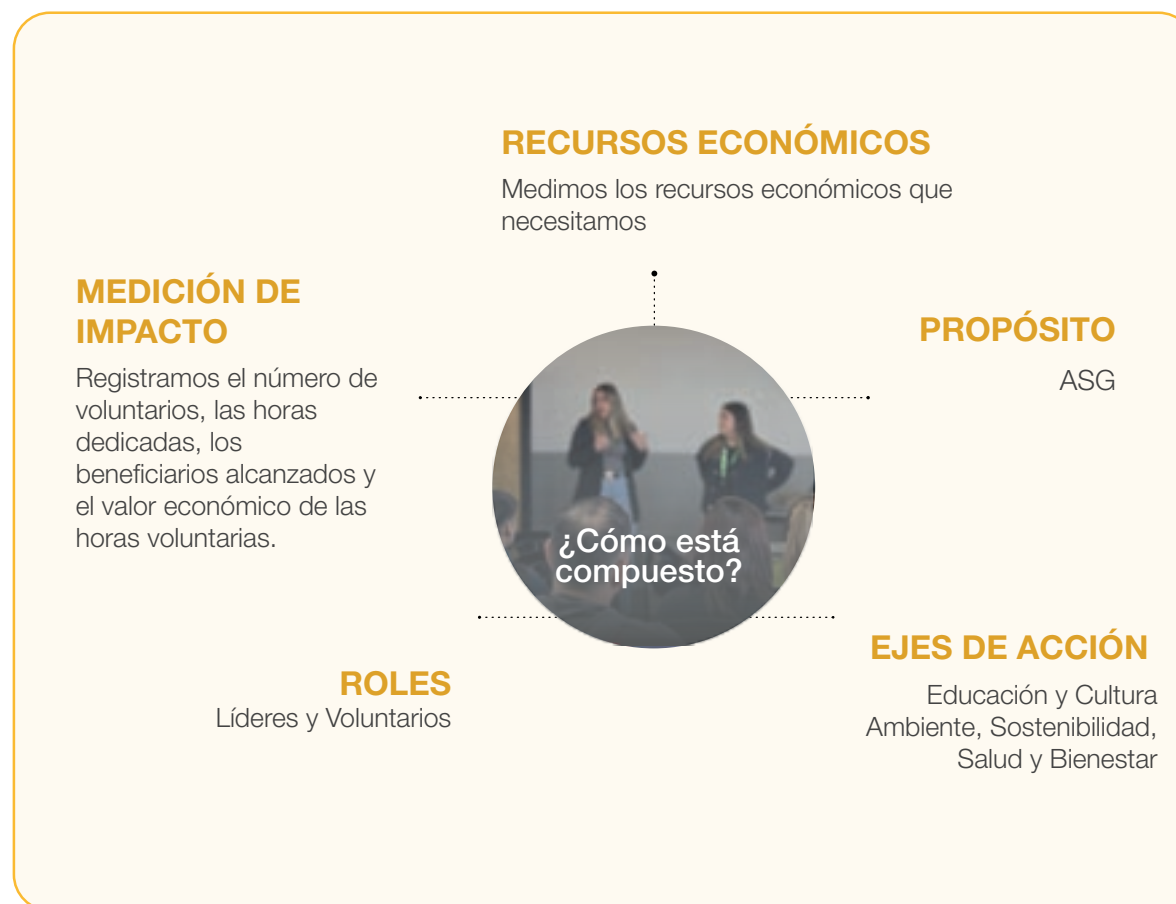 RECURSOS ECONÓMICOS
Medimos los recursos económicos que
necesitamos
MEDICIÓN DE
IMPACTO
Registramos el número de
voluntarios, las horas
dedicadas, los
beneficiarios alcanzados y
el valor económico de las
horas voluntarias.
PROPÓSITO
ASG
¿Cómo está
compuesto?
ROLES
Líderes y Voluntarios
EJES DE ACCIÓN
Educación y Cultura
Ambiente, Sostenibilidad,
Salud y Bienestar